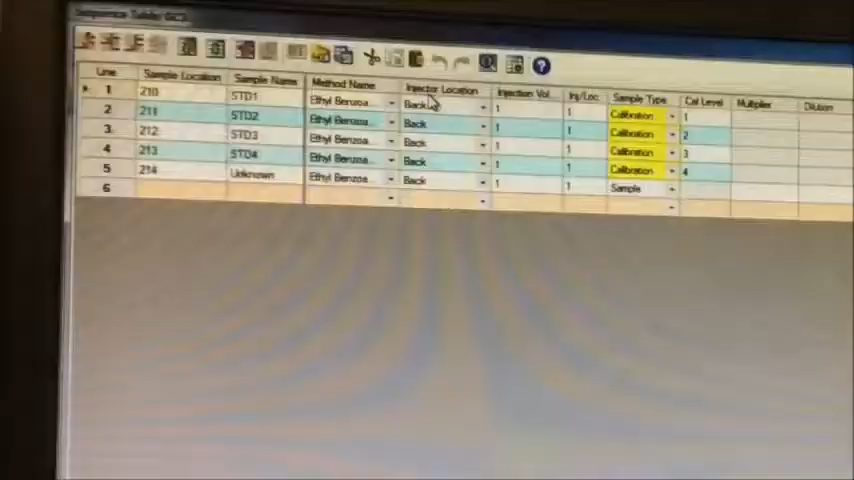 Sequence Table: GC3
Line Sample Location Sample Name Method Name Injector Location Injection Vol. Inj/Loc. Sample Type Cal Level Multiplier Dilution
1 210 STD1 Ethyl Benzoa... Back 1 1 Calibration 1
2 211 STD2 Ethyl Benzoa... Back 1 1 Calibration 2
3 212 STD3 Ethyl Benzoa... Back 1 1 Calibration 3
4 213 STD4 Ethyl Benzoa... Back 1 1 Calibration 4
5 214 Unknown Ethyl Benzoa... Back 1 1 Sample
6